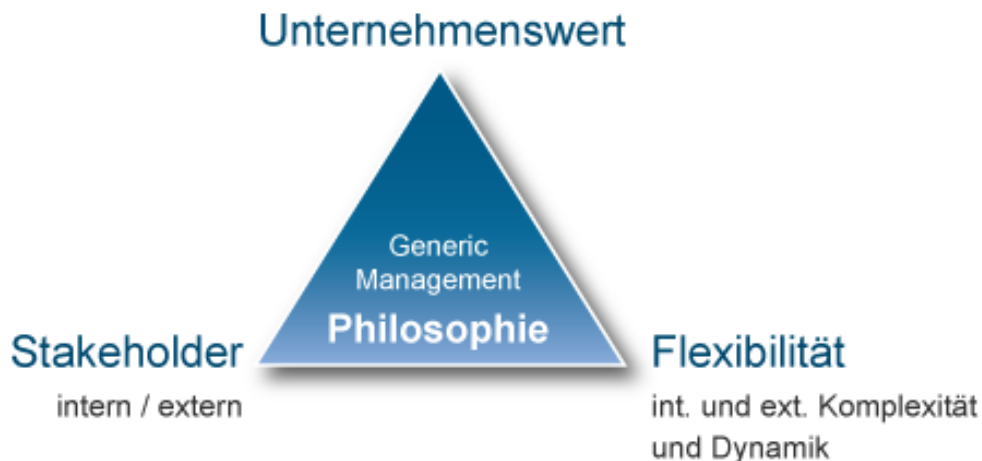 Unternehmenswert
Generic
Management
Philosophie
Stakeholder
intern / extern
Flexibilität
int. und ext. Komplexität
und Dynamik